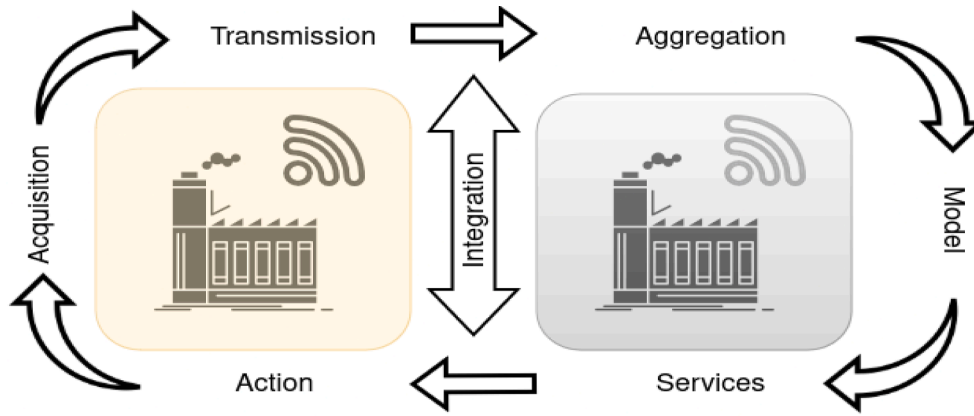 Transmission
Aggregation
Acquisition
Integration
Model
Action
Services